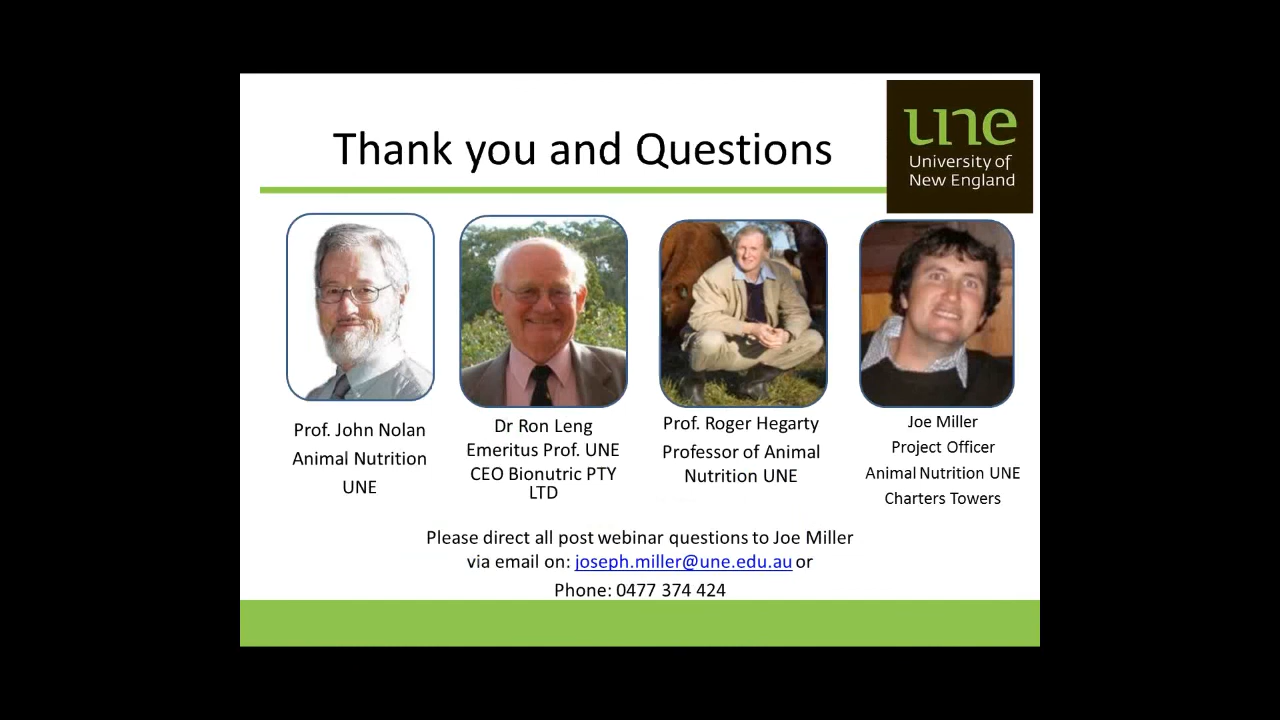 Thank you and Questions
une
University of
New England
Prof. John Nolan
Animal Nutrition
UNE
Dr Ron Leng
Emeritus Prof. UNE
CEO Bionutric PTY
LTD
Prof. Roger Hegarty
Professor of Animal
Nutrition UNE
Joe Miller
Project Officer
Animal Nutrition UNE
Charters Towers
Please direct all post webinar questions to Joe Miller
via email on: joseph.miller@une.edu.au or
Phone: 0477 374 424